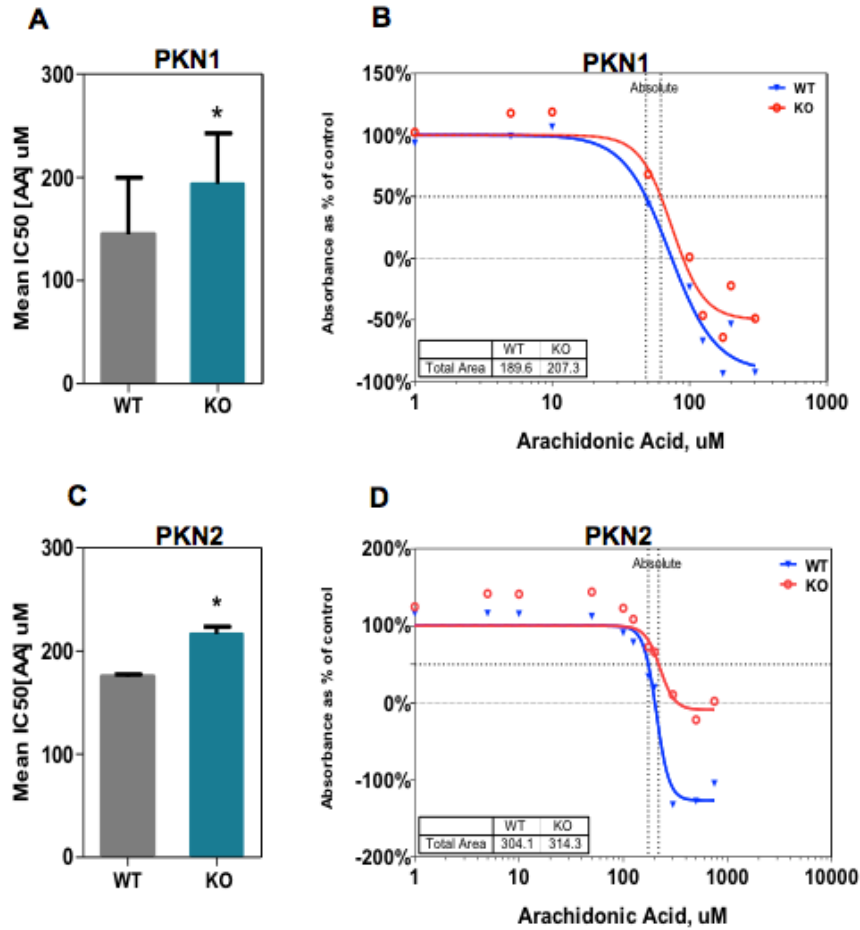 A
PKN1
Mean IC50 [AA] uM
300
200
100
0
*
WT
KO
B
PKN1
Absorbance as % of control
150%
100%
50%
0%
-50%
-100%
Absolute
WT
KO
WT KO
Total Area 189.6 207.3
1 10 100 1000
Arachidonic Acid, uM
C
PKN2
Mean IC50[AA] uM
300
200
100
0
*
WT
KO
D
PKN2
Absorbance as % of control
200%
100%
0%
-100%
-200%
Absolute
WT
KO
WT KO
Total Area 304.1 314.3
1 10 100 1000 10000
Arachidonic Acid, uM